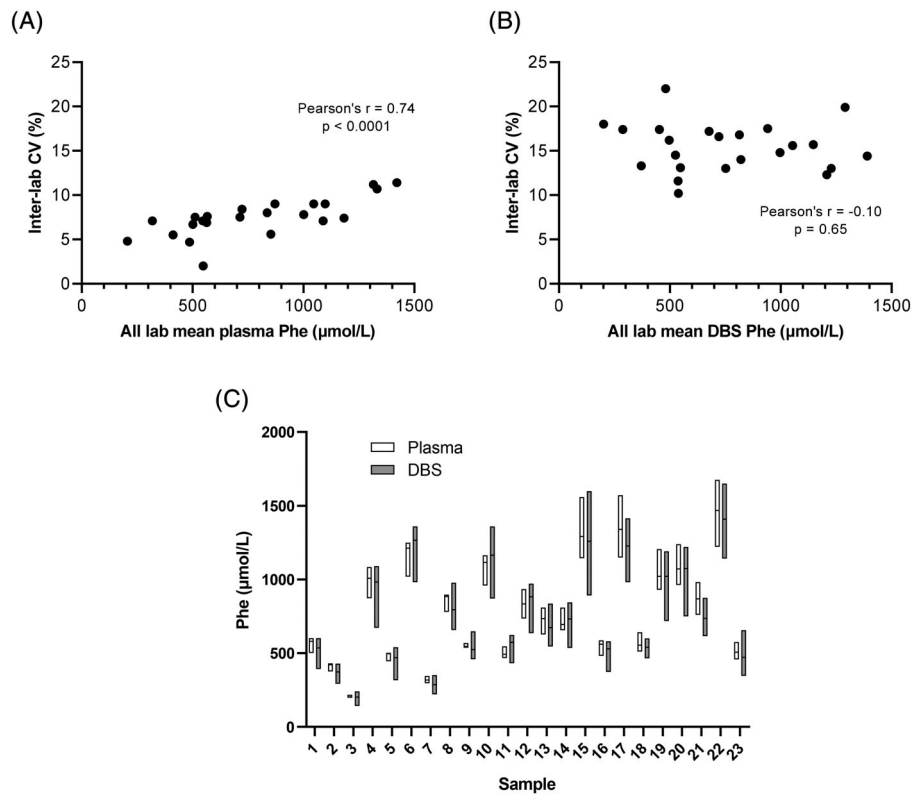 (A)
25
20
15
10
5
0
Inter-lab CV (%)
Pearson's r = 0.74
p < 0.0001
0 500 1000 1500
All lab mean plasma Phe (µmol/L)
(B)
25
20
15
10
5
0
Inter-lab CV (%)
Pearson's r = -0.10
p = 0.65
0 500 1000 1500
All lab mean DBS Phe (µmol/L)
(C)
2000
1500
1000
500
0
Phe (µmol/L)
Plasma
DBS
1 2 3 4 5 6 7 8 9 10 11 12 13 14 15 16 17 18 19 20 21 22 23
Sample